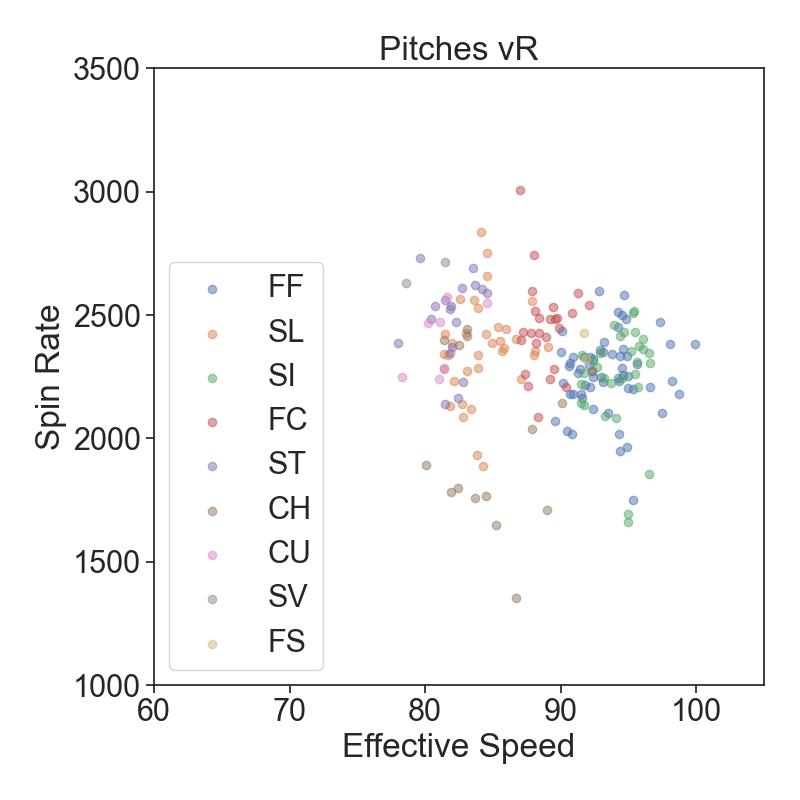 Pitches vR
3500
3000
2500
2000
1500
1000
Spin Rate
FF
SL
SI
FC
ST
CH
CU
SV
FS
60 70 80 90 100
Effective Speed